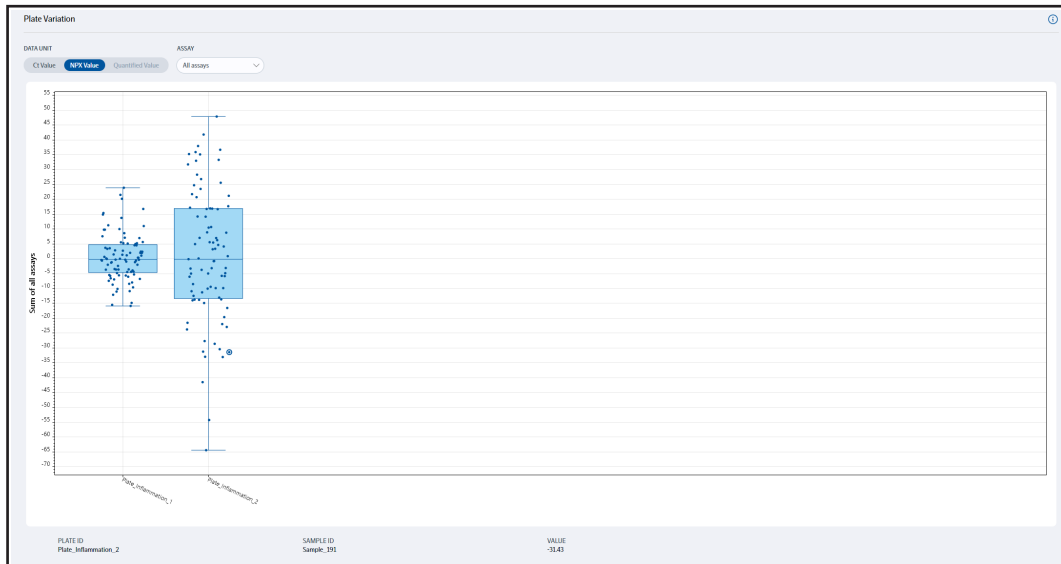 Plate Variation
DATA UNIT
ASSAY
Ct Value
NPX Value
Quantified Value
All assays
55
50
45
40
35
30
25
20
15
10
5
0
-5
-10
-15
-20
-25
-30
-35
-40
-45
-50
-55
-60
-65
-70
Sum of all assays
Plate_Inflammation_1
Plate_Inflammation_2
PLATE ID
SAMPLE ID
VALUE
Plate_Inflammation_2
Sample_191
-31.43